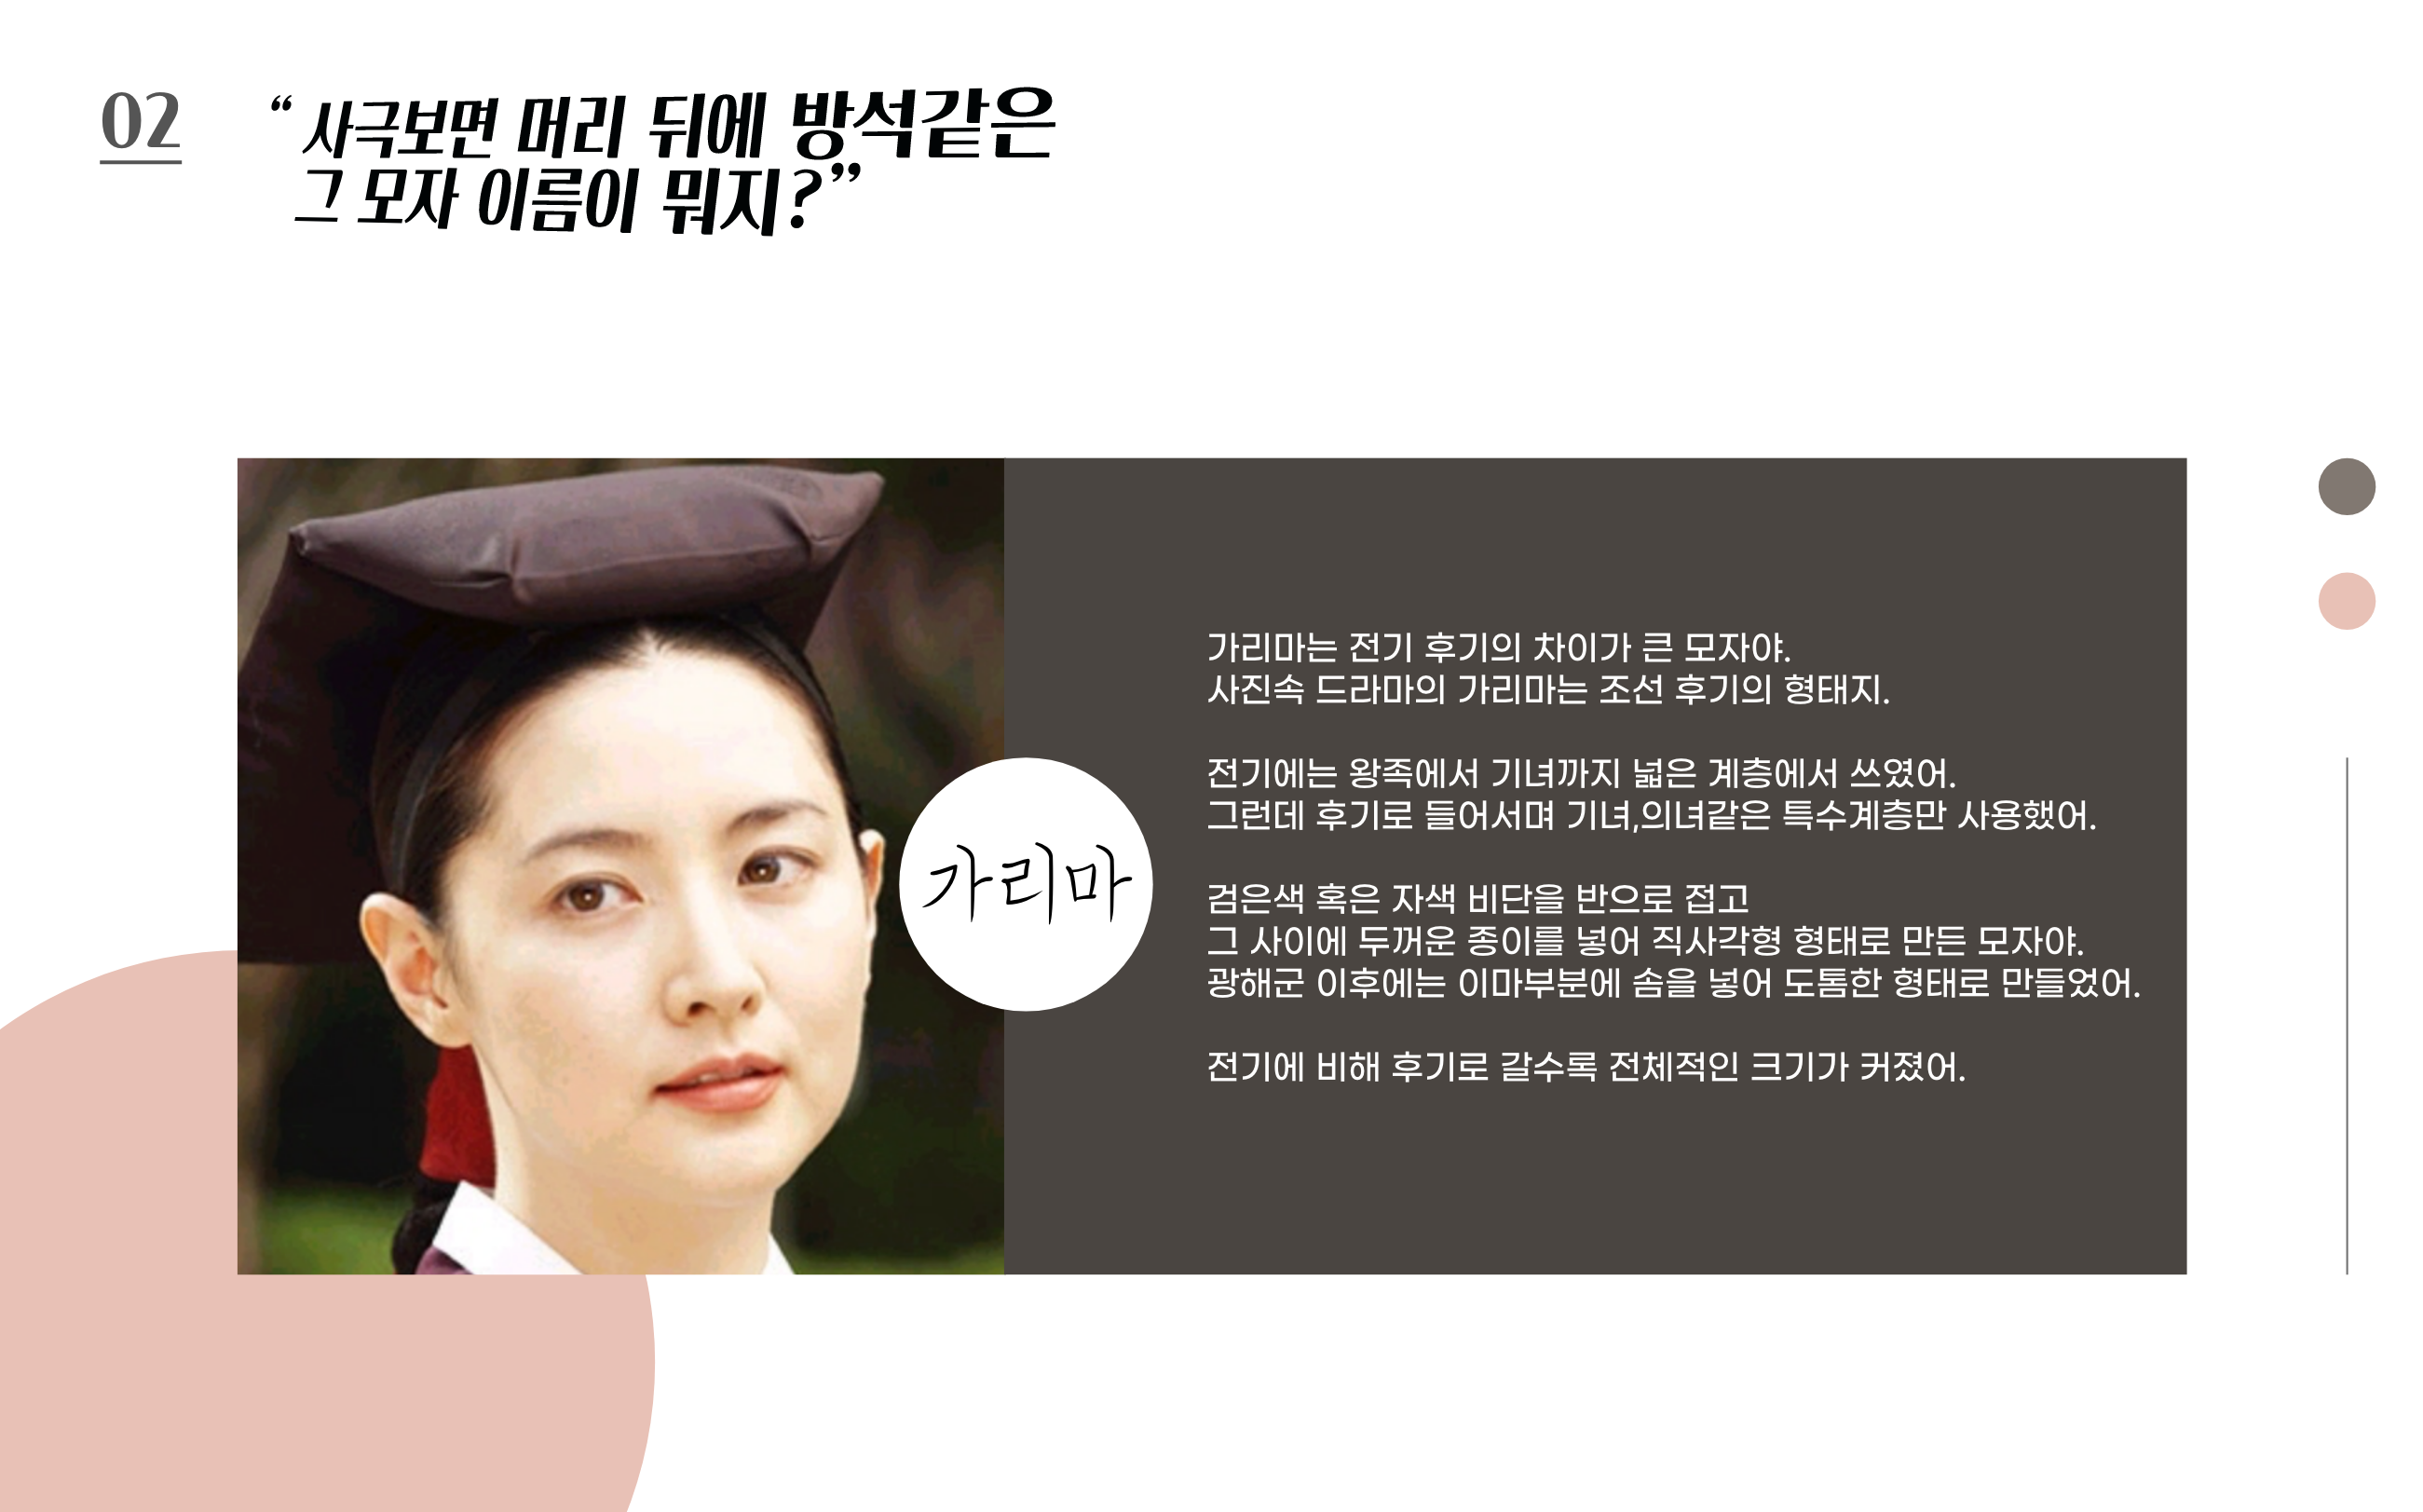 02
“ 사극보면 머리 뒤에 방석같은
그 모자 이름이 뭐지?”
가리마
가리마는 전기 후기의 차이가 큰 모자야.
사진속 드라마의 가리마는 조선 후기의 형태지.
전기에는 왕족에서 기녀까지 넓은 계층에서 쓰였어.
그런데 후기로 들어서며 기녀,의녀같은 특수계층만 사용했어.
검은색 혹은 자색 비단을 반으로 접고
그 사이에 두꺼운 종이를 넣어 직사각형 형태로 만든 모자야.
광해군 이후에는 이마부분에 솜을 넣어 도톰한 형태로 만들었어.
전기에 비해 후기로 갈수록 전체적인 크기가 커졌어.